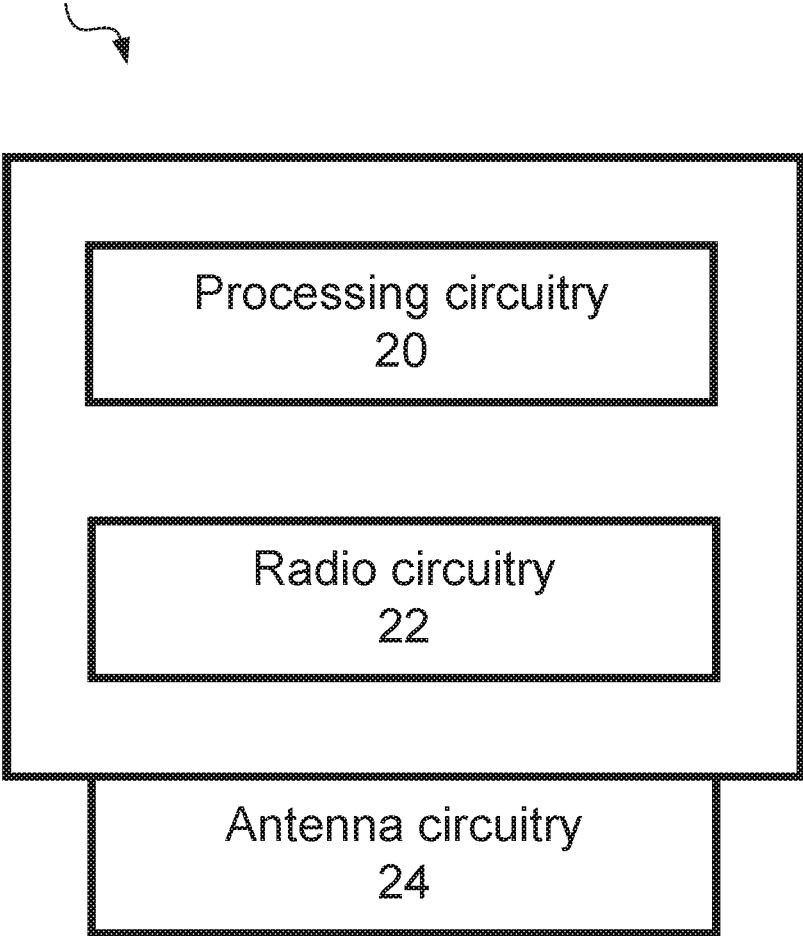 Processing circuitry
20
Radio circuitry
22
Antenna circuitry
24